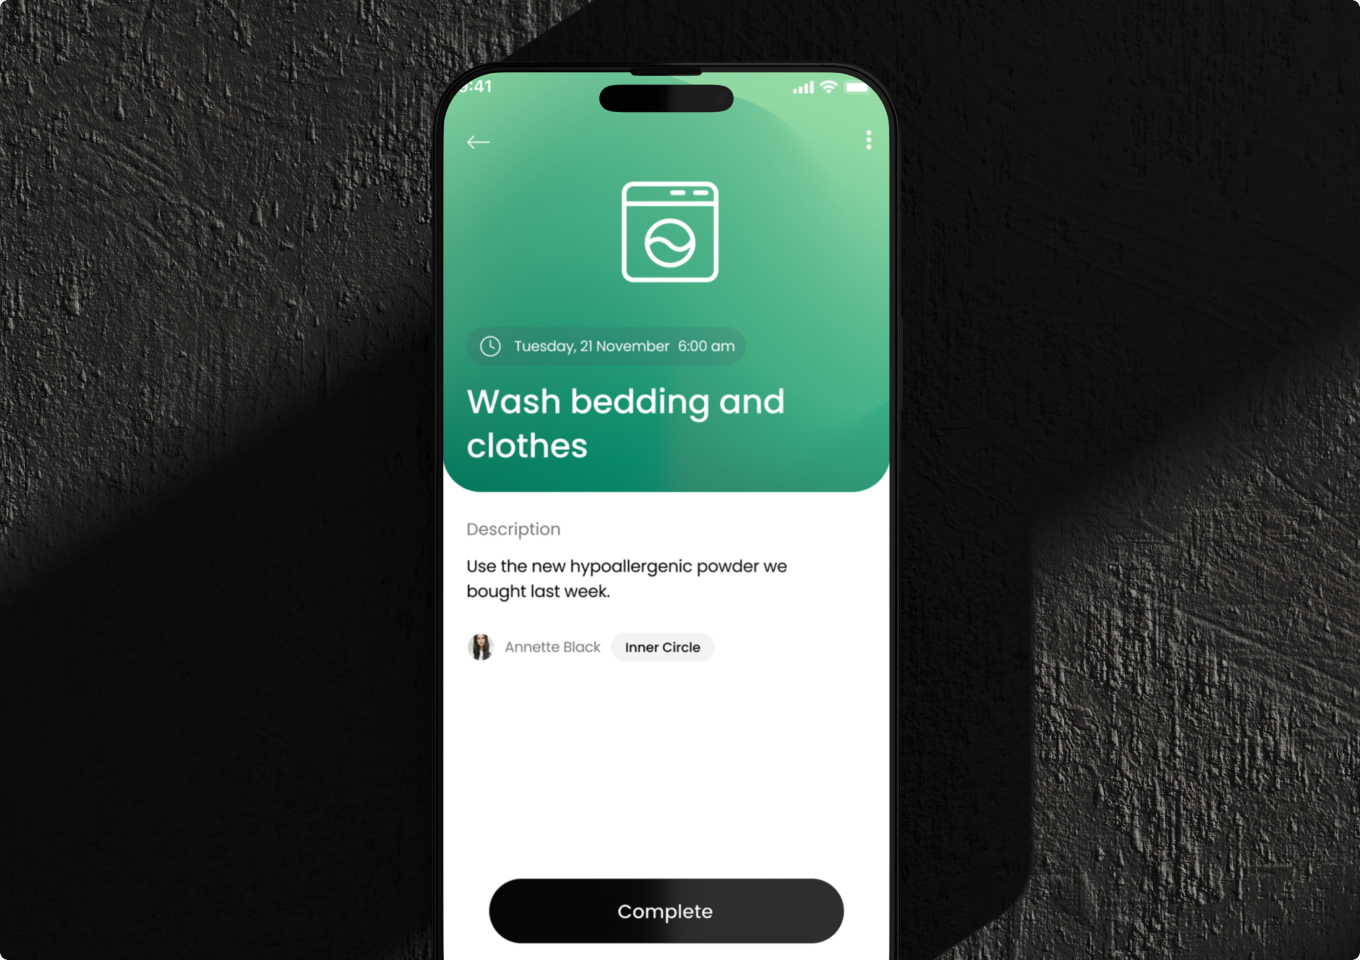 :41
Tuesday, 21 November 6:00 am
Wash bedding and
clothes
Description
Use the new hypoallergenic powder we
bought last week.
Annette Black Inner Circle
Complete